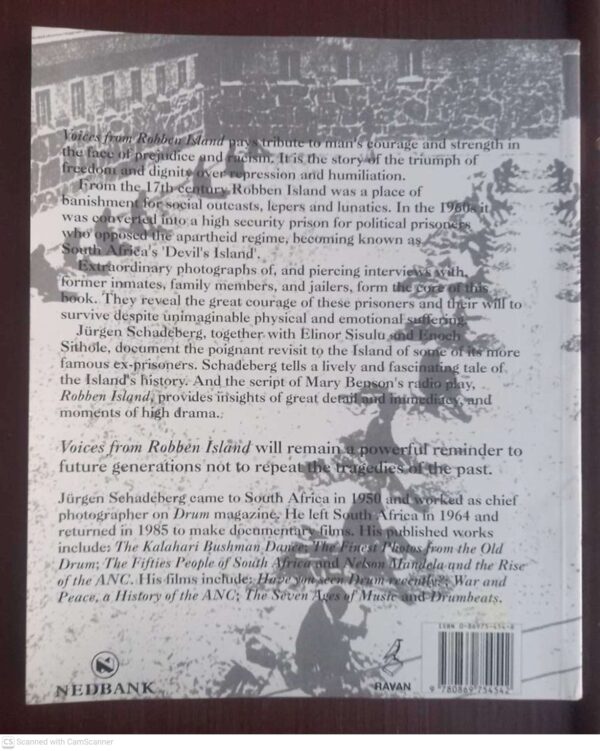 Voices from Robben Island pays tribute to man's courage and strength in
the face of prejudice and racism. It is the story of the triumph of
freedom and dignity over repression and humiliation.
From the 17th century Robben Island was a place of
banishment for social outcasts, lepers and lunatics. In the 1960s it
was converted into a high security prison for political prisoners
who opposed the apartheid regime, becoming known as
South Africa's 'Devil's Island'.
Extraordinary photographs of, and piercing interviews with,
former inmates, family members, and jailers, form the core of this
book. They reveal the great courage of these prisoners and their will to
survive despite unimaginable physical and emotional suffering.
Jürgen Schadeberg, together with Elinor Sisulu and Enoch
Sithole, document the poignant revisit to the Island of some of its more
famous ex-prisoners. Schadeberg tells a lively and fascinating tale of
the Island's history. And the script of Mary Benson's radio play,
Robben Island, provides insights of great detail and immediacy, and
moments of high drama.
Voices from Robben Island will remain a powerful reminder to
future generations not to repeat the tragedies of the past.
Jürgen Schadeberg came to South Africa in 1950 and worked as chief
photographer on Drum magazine. He left South Africa in 1964 and
returned in 1985 to make documentary films. His published works
include: The Kalahari Bushman Dance; The Finest Photos from the Old
Drum; The Fifties People of South Africa and Nelson Mandela and the Rise
of the ANC. His films include: Have you seen Drum recently?; War and
Peace, a History of the ANC; The Seven Ages of Music and Drumbeats.
ISBN 0-86975-454-8
NEDBANK
RAVAN
9 780869 754542
CS Scanned with CamScanner